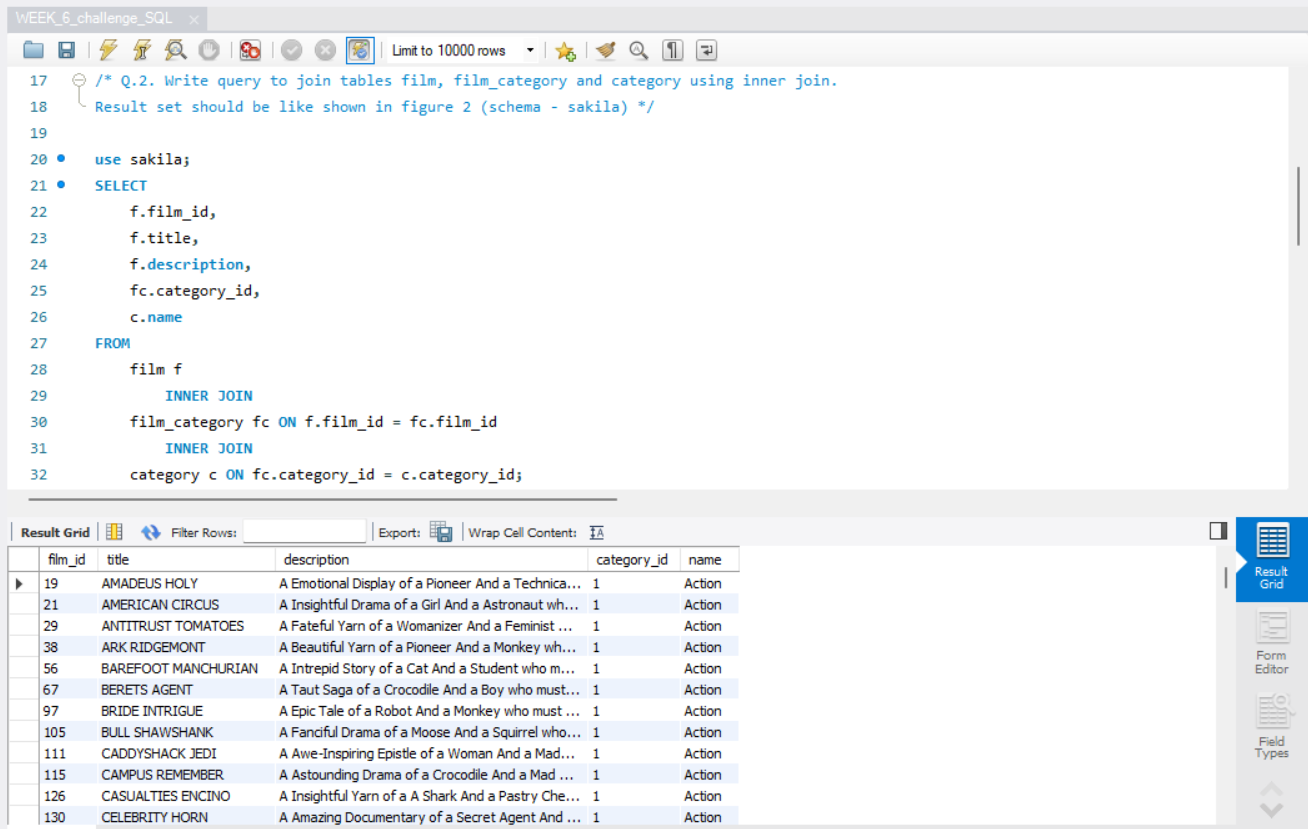 WEEK_6_challenge_SQL ×
Limit to 10000 rows
17 /* Q.2. Write query to join tables film, film_category and category using inner join.
18 Result set should be like shown in figure 2 (schema - sakila) */
19
20 use sakila;
21 SELECT
22 f.film_id,
23 f.title,
24 f.description,
25 fc.category_id,
26 c.name
27 FROM
28 film f
29 INNER JOIN
30 film_category fc ON f.film_id = fc.film_id
31 INNER JOIN
32 category c ON fc.category_id = c.category_id;
Result Grid Filter Rows: Export: Wrap Cell Content: IA
film_id title description category_id name
19 AMADEUS HOLY A Emotional Display of a Pioneer And a Technica... 1 Action
21 AMERICAN CIRCUS A Insightful Drama of a Girl And a Astronaut wh... 1 Action
29 ANTITRUST TOMATOES A Fateful Yarn of a Womanizer And a Feminist ... 1 Action
38 ARK RIDGEMONT A Beautiful Yarn of a Pioneer And a Monkey wh... 1 Action
56 BAREFOOT MANCHURIAN A Intrepid Story of a Cat And a Student who m... 1 Action
67 BERETS AGENT A Taut Saga of a Crocodile And a Boy who must... 1 Action
97 BRIDE INTRIGUE A Epic Tale of a Robot And a Monkey who must ... 1 Action
105 BULL SHAWSHANK A Fanciful Drama of a Moose And a Squirrel who... 1 Action
111 CADDYSHACK JEDI A Awe-Inspiring Epistle of a Woman And a Mad... 1 Action
115 CAMPUS REMEMBER A Astounding Drama of a Crocodile And a Mad ... 1 Action
126 CASUALTIES ENCINO A Insightful Yarn of a A Shark And a Pastry Che... 1 Action
130 CELEBRITY HORN A Amazing Documentary of a Secret Agent And ... 1 Action
Result
Grid
Form
Editor
Field
Types